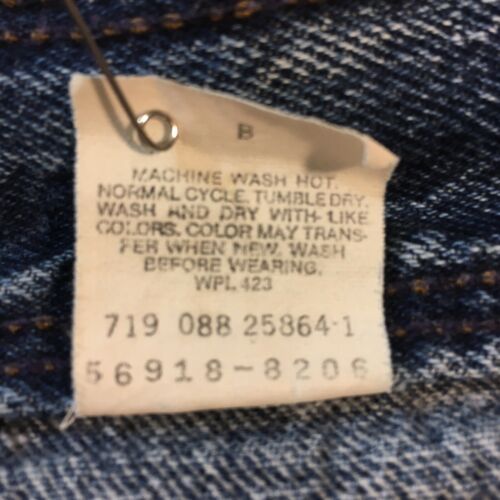 B
MACHINE WASH HOT.
NORMAL CYCLE. TUMBLE DRY.
WASH AND DRY WITH LIKE
COLORS. COLOR MAY TRANS-
FER WHEN NEW. WASH
BEFORE WEARING.
WPL 423
719 088 25864-1
56918-8206